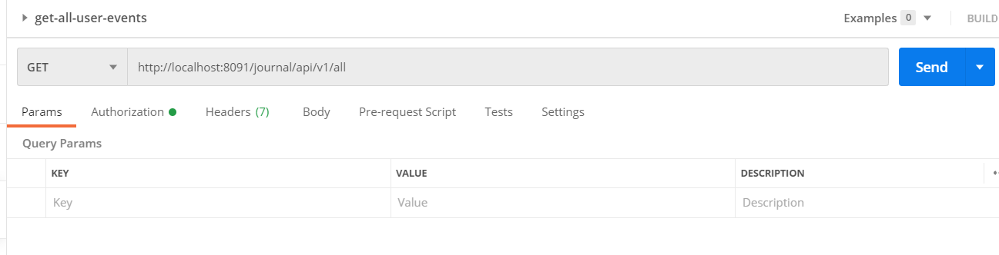 get-all-user-events Examples 0 BUILD
GET http://localhost:8091/journal/api/v1/all Send
Params Authorization Headers (7) Body Pre-request Script Tests Settings
Query Params
KEY VALUE DESCRIPTION
Key Value Description